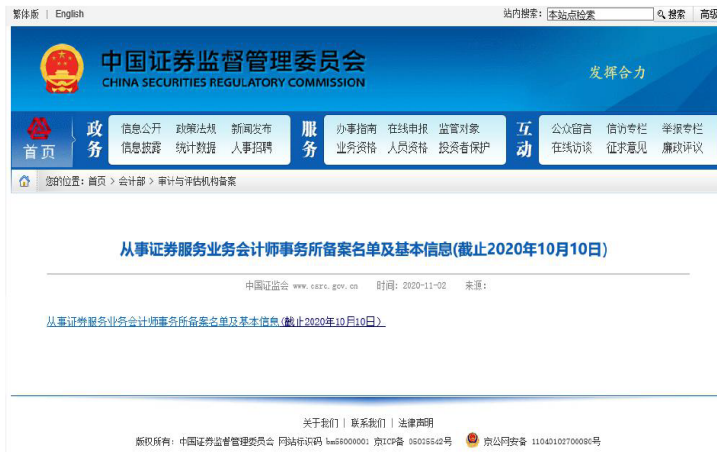 繁体版 | English 站内搜索: 本站点检索 搜索 高级
中国证券监督管理委员会
CHINA SECURITIES REGULATORY COMMISSION
发挥合力
首页
政务
信息公开 政策法规 新闻发布
信息披露 统计数据 人事招聘
服务
办事指南 在线申报 监管对象
业务资格 人员资格 投资者保护
互动
公众留言 信访专栏 举报专栏
在线访谈 征求意见 廉政评议
您的位置: 首页 > 会计部 > 审计与评估机构备案
从事证券服务业务会计师事务所备案名单及基本信息(截止2020年10月10日)
中国证监会 www.csrc.gov.cn 时间: 2020-11-02 来源:
从事证券服务业务会计师事务所备案名单及基本信息(截止2020年10月10日)
关于我们 | 联系我们 | 法律声明
版权所有: 中国证券监督管理委员会 网站标识码 bm56000001 京ICP备 05035542号 京公网安备 11040102700080号